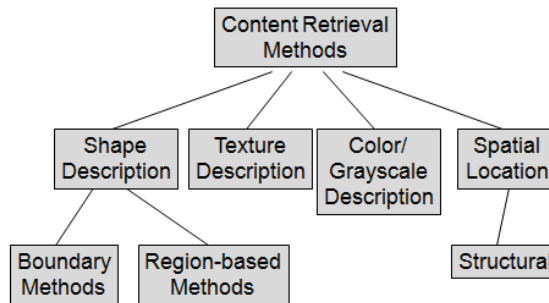 Content Retrieval
Methods
Shape
Description
Texture
Description
Color/
Grayscale
Description
Spatial
Location
Boundary
Methods
Region-based
Methods
Structural